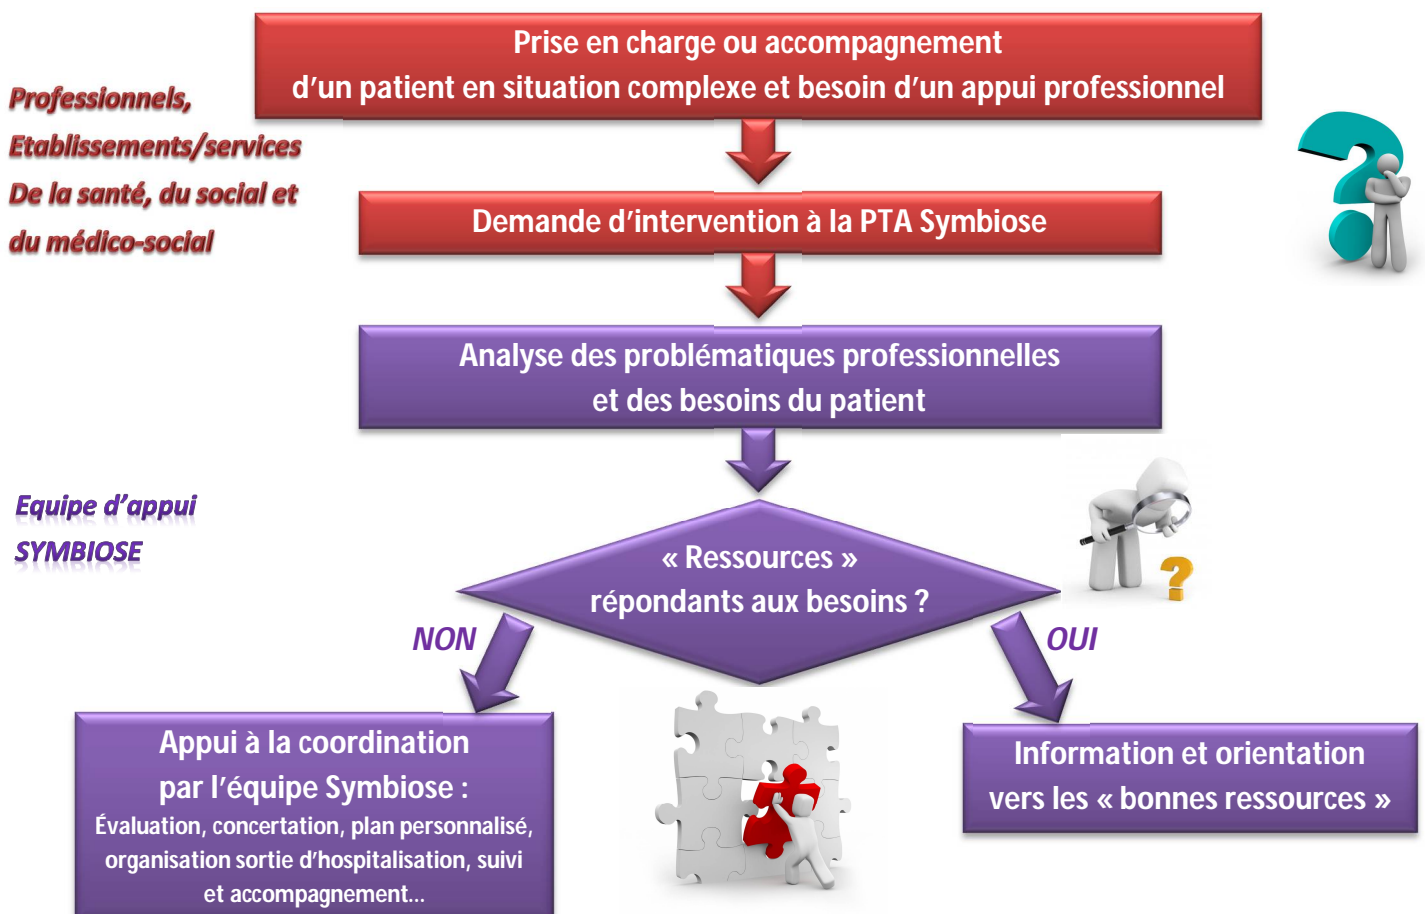 Prise en charge ou accompagnement
d'un patient en situation complexe et besoin d'un appui professionnel
Professionnels,
Etablissements/services
De la santé, du social et
du médico-social
Demande d'intervention à la PTA Symbiose
Analyse des problématiques professionnelles
et des besoins du patient
Equipe d'appui
SYMBIOSE
« Ressources »
répondants aux besoins ?
NON
OUI
Appui à la coordination
par l'équipe Symbiose :
Évaluation, concertation, plan personnalisé,
organisation sortie d'hospitalisation, suivi
et accompagnement...
Information et orientation
vers les « bonnes ressources »